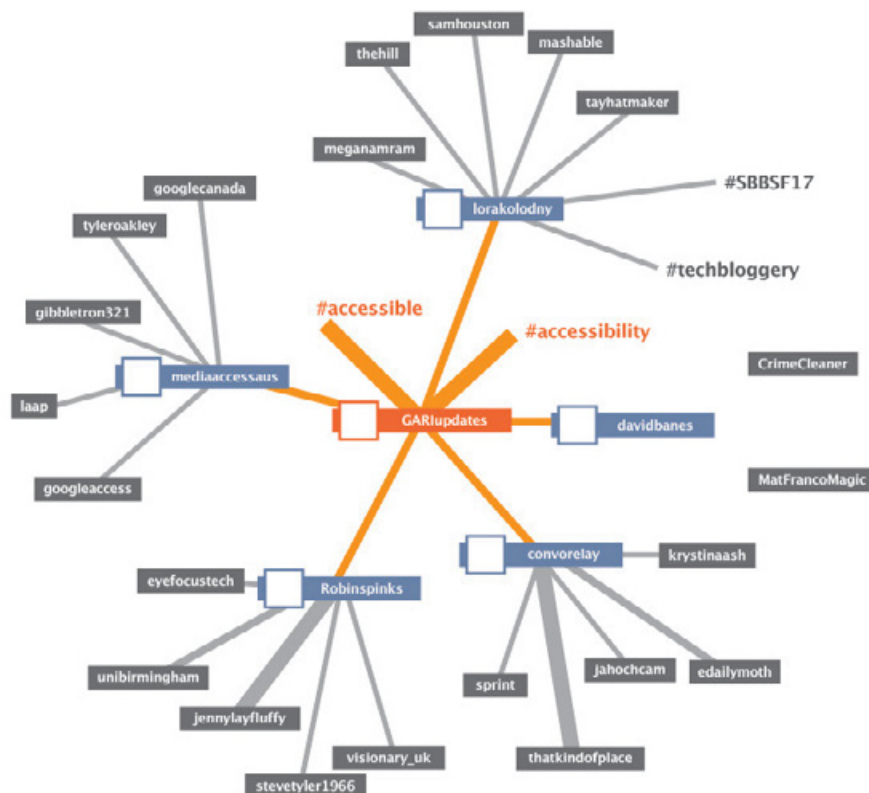 samhouston
thehill
mashable
tayhatmaker
meganamram
#SBBSF17
lorakolodny
#techbloggery
googlecanada
tyleroakley
gibbletron321
mediaaccessaus
laap
googleaccess
#accessible
#accessibility
GARIupdates
davidbanes
CrimeCleaner
MatFrancoMagic
convorelay
krystinaash
eyefocustech
Robinspinks
unibirmingham
jennylayfluffy
visionary_uk
stevetyler1966
sprint
jahochcam
edailymoth
thatkindofplace